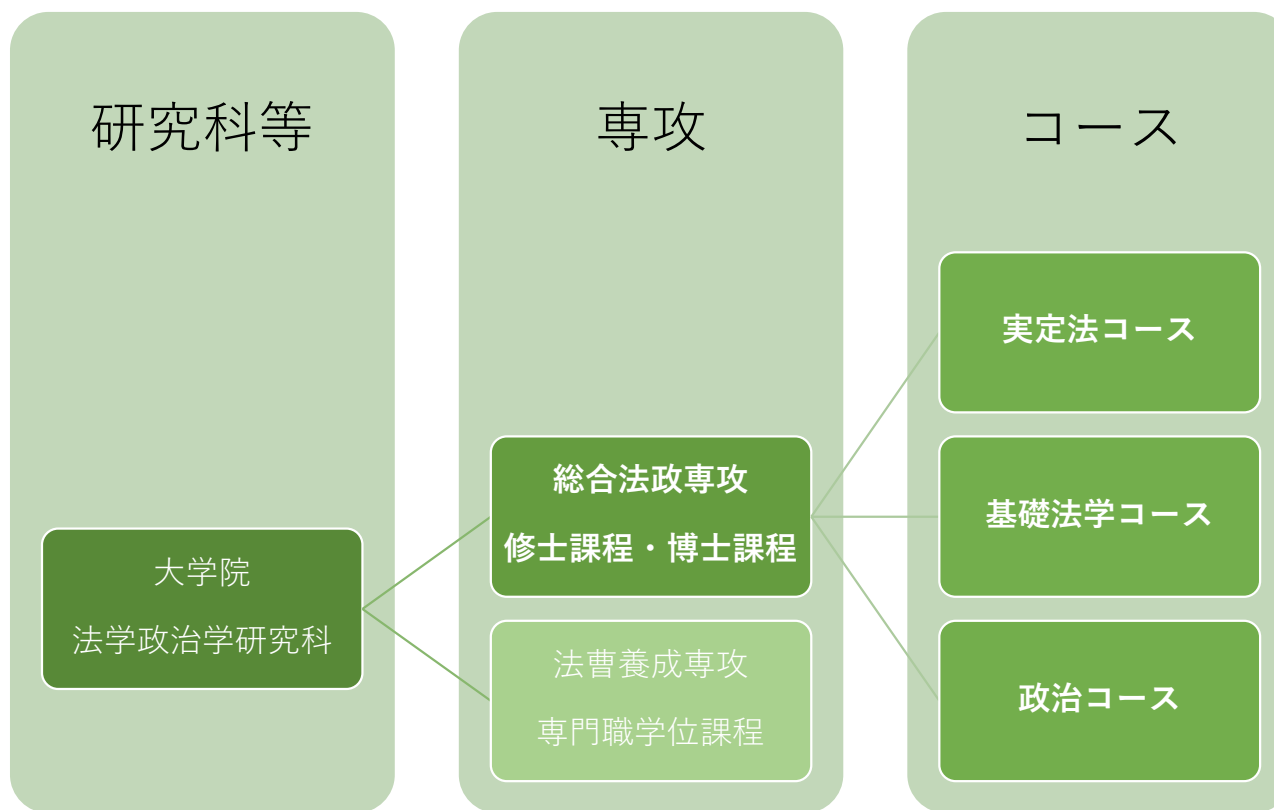 研究科等
専攻
コース
大学院
法学政治学研究科
総合法政専攻
修士課程・博士課程
法曹養成専攻
専門職学位課程
実定法コース
基礎法学コース
政治コース